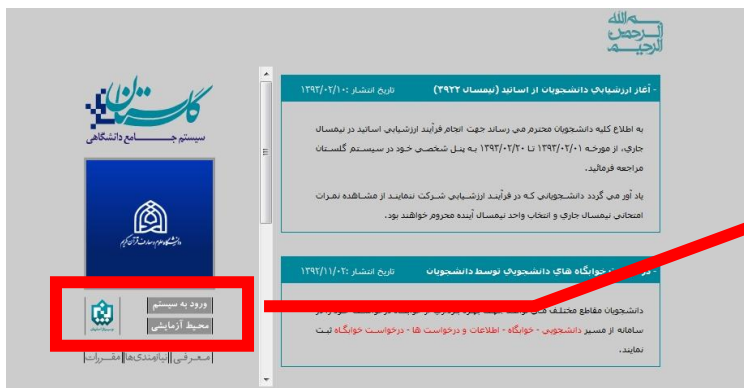 بسم الله
الرحمن
الرحیم
- آغاز ارزشیابی دانشجویان از اساتید (نیمسال ۳۹۲۲)
تاریخ انتشار :۱۳۹۳/۰۲/۱۰
به اطلاع کلیه دانشجویان محترم می رساند جهت انجام فرآیند ارزشیابی اساتید در نیمسال
جاری، از مورخه ۱۳۹۳/۰۲/۰۱ تا ۱۳۹۳/۰۲/۲۰ به پنل شخصی خود در سیستم گلستان
مراجعه فرمائید.
یاد آور می گردد دانشجویانی که در فرآیند ارزشیابی شرکت ننمایند از مشاهده نمرات
امتحانی نیمسال جاری و انتخاب واحد نیمسال آینده محروم خواهند بود.
خوابگاه های دانشجویی توسط دانشجویان
تاریخ انتشار :۱۳۹۲/۱۱/۰۲
دانشجویان مقاطع مختلف
سامانه از مسیر دانشجویی - خوابگاه - اطلاعات و درخواست ها - درخواست خوابگاه ثبت
نمایند.
گلستان
سیستم جامع دانشگاهی
دانشگاه علوم و معارف قرآن کریم
ورود به سیستم
محیط آزمایشی
معرفی
نیازمندی‌ها
مقررات